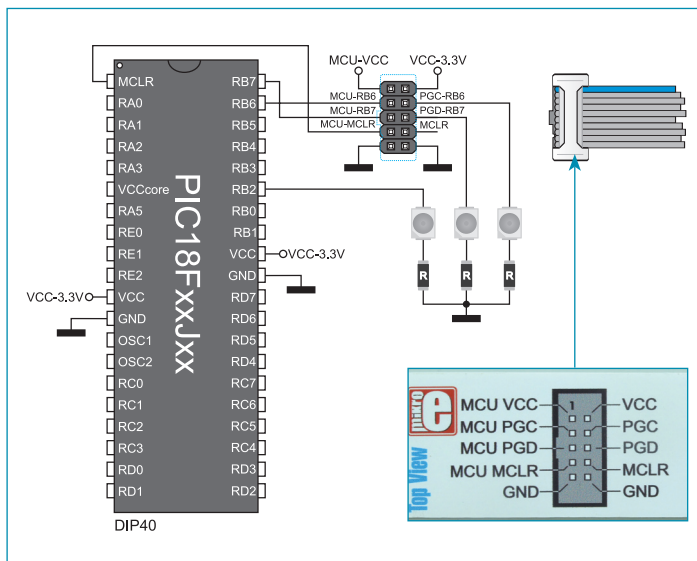 MCU-VCC VCC-3.3V
MCU-RB6 PGC-RB6
MCU-RB7 PGD-RB7
MCU-MCLR MCLR
MCLR RB7
RA0 RB6
RA1 RB5
RA2 RB4
RA3 RB3
VCCcore RB2
RA5 RB0
RE0 RB1
RE1 VCC VCC-3.3V
RE2 GND
VCC-3.3V VCC RD7
GND RD6
OSC1 RD5
OSC2 RD4
RC0 RC7
RC1 RC6
RC2 RC5
RC3 RC4
RD0 RD3
RD1 RD2
PIC18FxxJxx
DIP40
R R R
mikro
e
Top View
1
MCU VCC VCC
MCU PGC PGC
MCU PGD PGD
MCU MCLR MCLR
GND GND